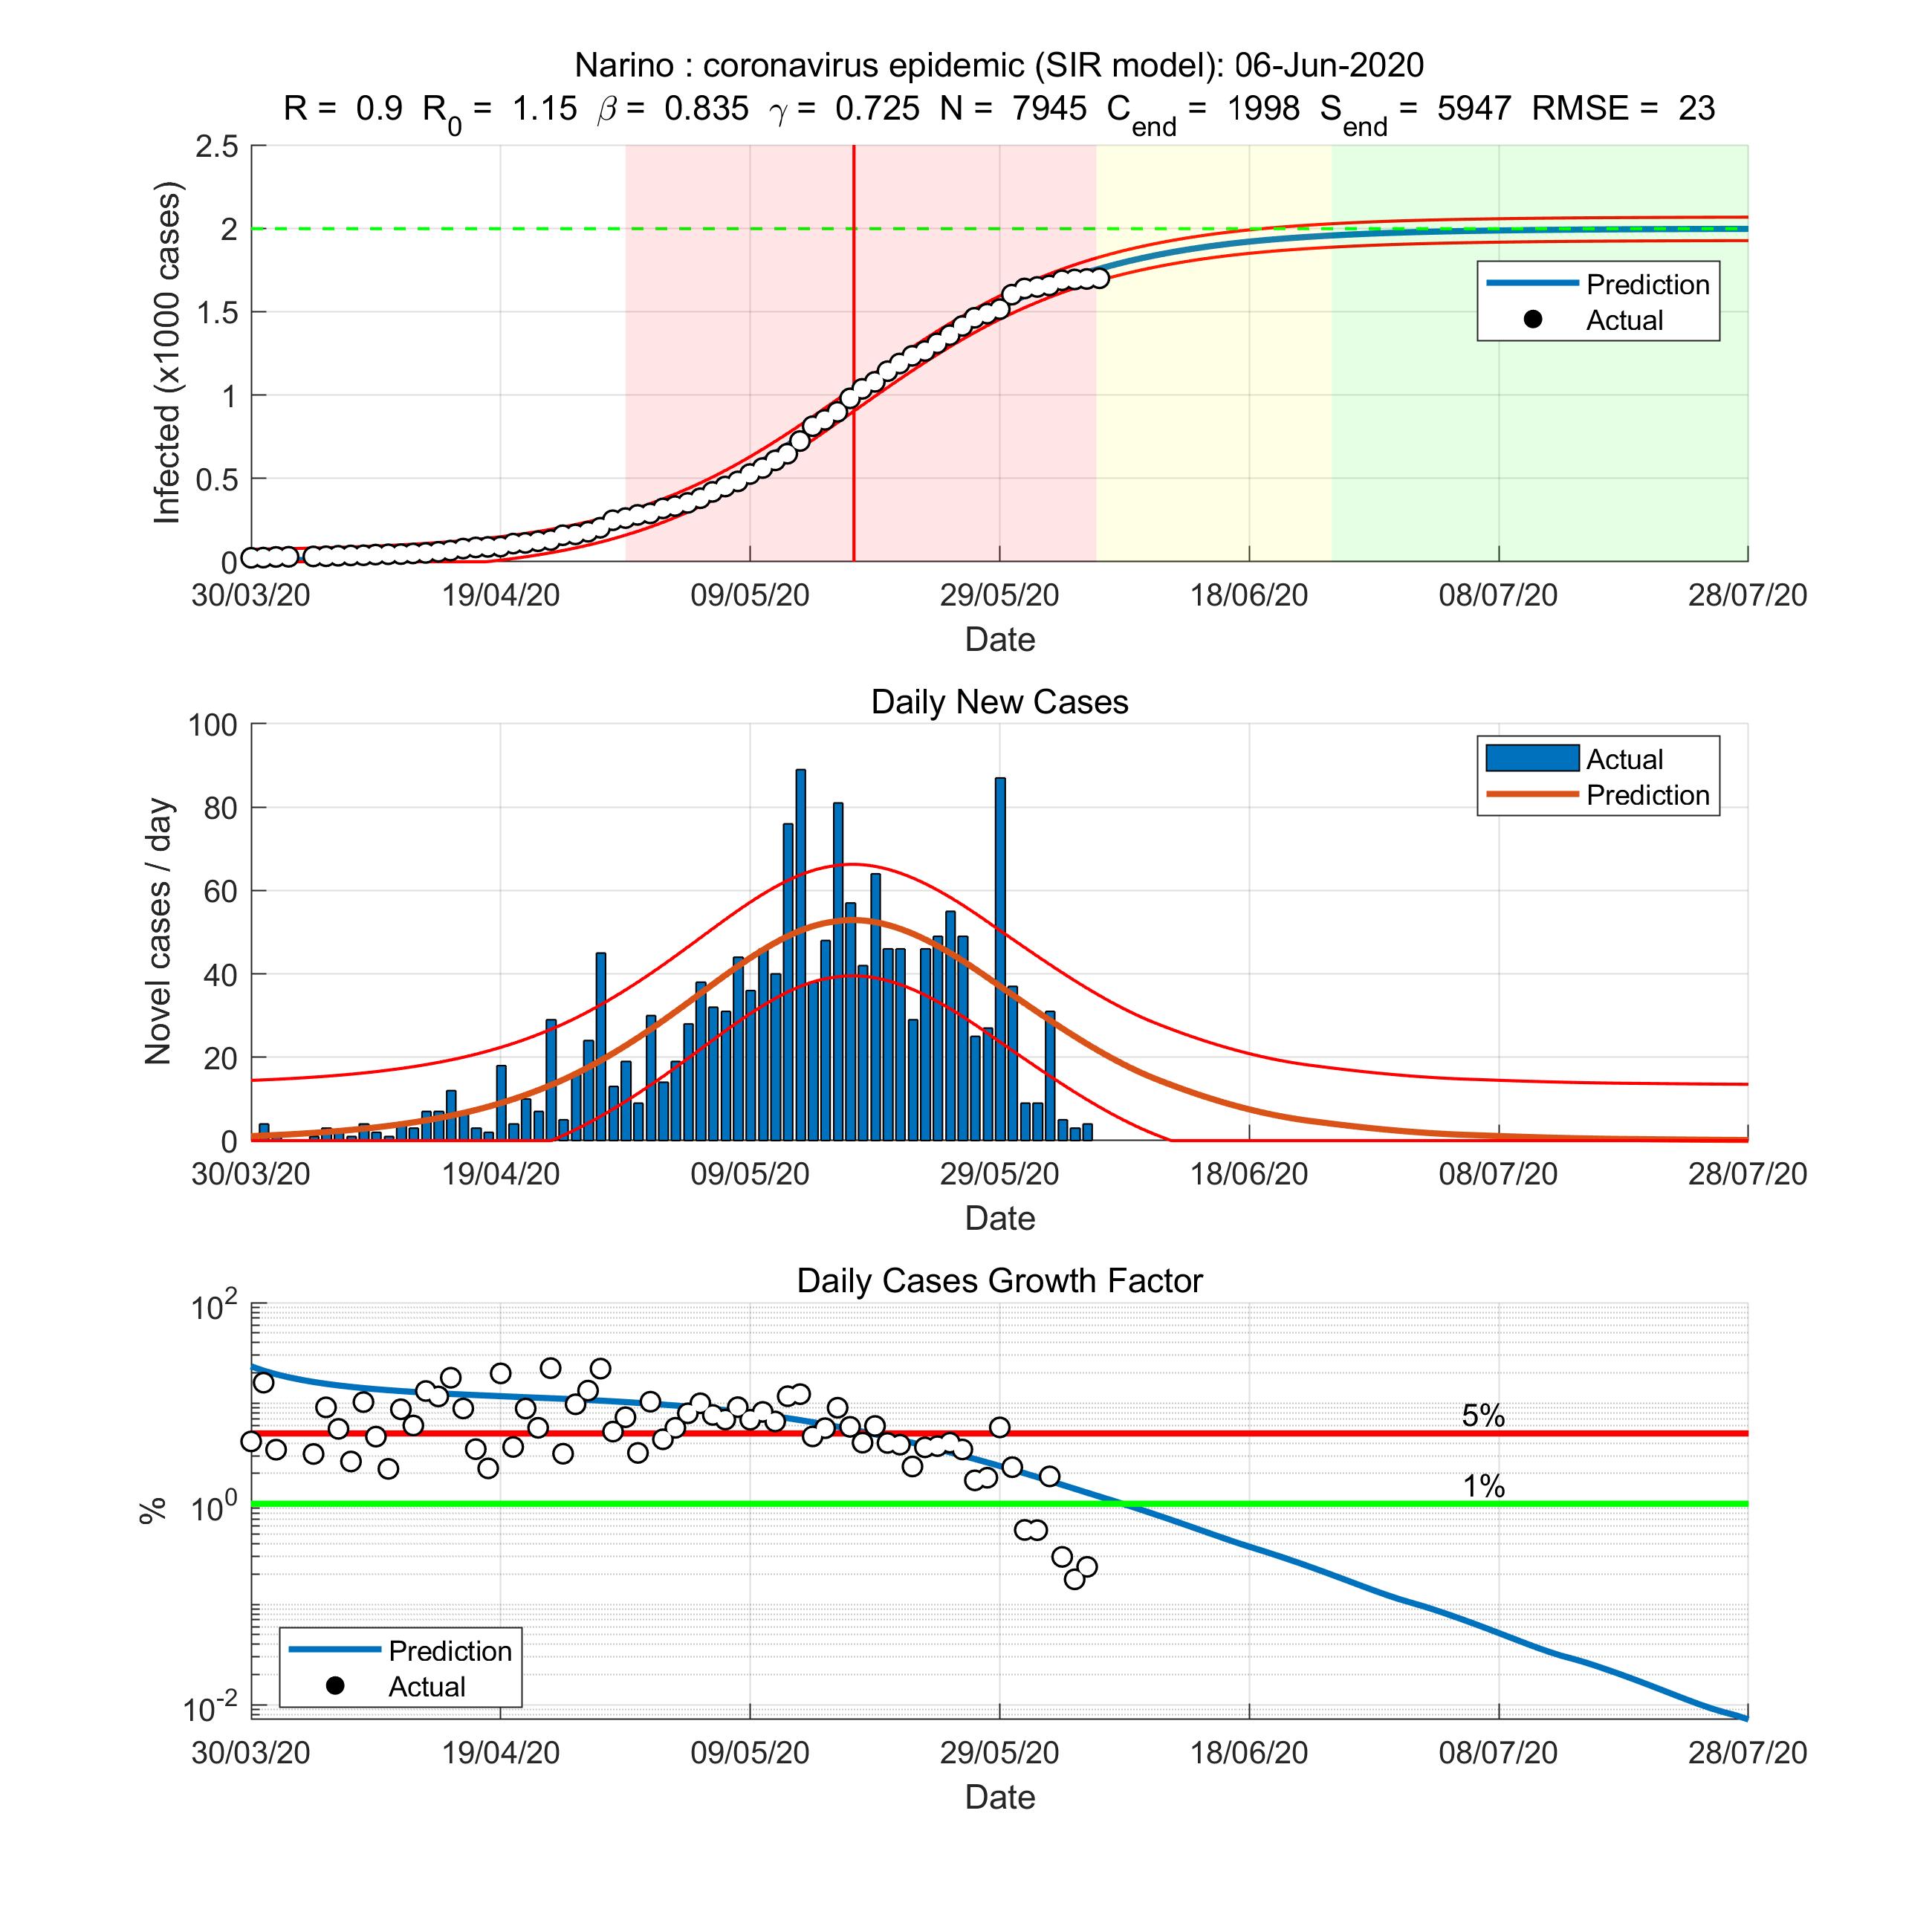 Narino : coronavirus epidemic (SIR model): 06-Jun-2020
R = 0.9 R0 = 1.15 β = 0.835 γ = 0.725 N = 7945 Cend = 1998 Send = 5947 RMSE = 23
Infected (x1000 cases)
2.5
2
1.5
1
0.5
0
Prediction
Actual
30/03/20 19/04/20 09/05/20 29/05/20 18/06/20 08/07/20 28/07/20
Date
Daily New Cases
Novel cases / day
100
80
60
40
20
0
Actual
Prediction
30/03/20 19/04/20 09/05/20 29/05/20 18/06/20 08/07/20 28/07/20
Date
Daily Cases Growth Factor
%
10^2
10^0
10^-2
5%
1%
Prediction
Actual
30/03/20 19/04/20 09/05/20 29/05/20 18/06/20 08/07/20 28/07/20
Date